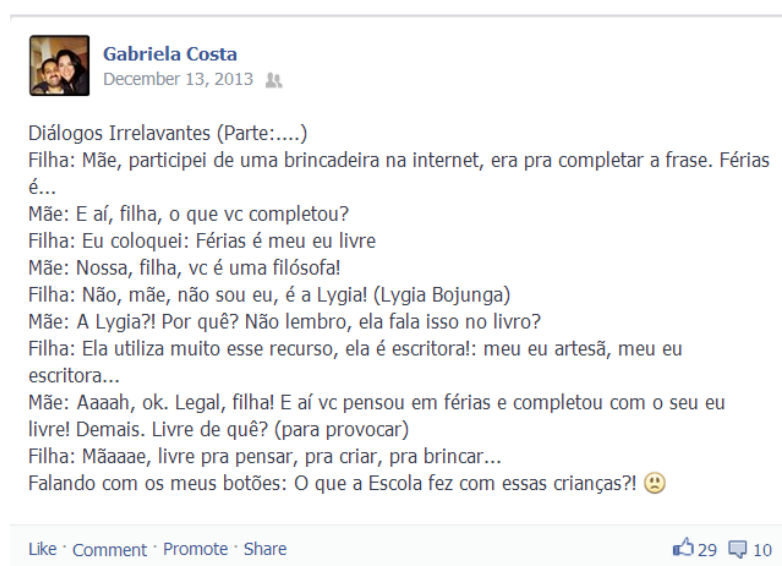 Gabriela Costa
December 13, 2013
Diálogos Irrelavantes (Parte:....)
Filha: Mãe, participei de uma brincadeira na internet, era pra completar a frase. Férias
é...
Mãe: E aí, filha, o que vc completou?
Filha: Eu coloquei: Férias é meu eu livre
Mãe: Nossa, filha, vc é uma filósofa!
Filha: Não, mãe, não sou eu, é a Lygia! (Lygia Bojunga)
Mãe: A Lygia?! Por quê? Não lembro, ela fala isso no livro?
Filha: Ela utiliza muito esse recurso, ela é escritora!: meu eu artesã, meu eu
escritora...
Mãe: Aaaah, ok. Legal, filha! E aí vc pensou em férias e completou com o seu eu
livre! Demais. Livre de quê? (para provocar)
Filha: Mãaaae, livre pra pensar, pra criar, pra brincar...
Falando com os meus botões: O que a Escola fez com essas crianças?!
Like · Comment · Promote · Share 29 10